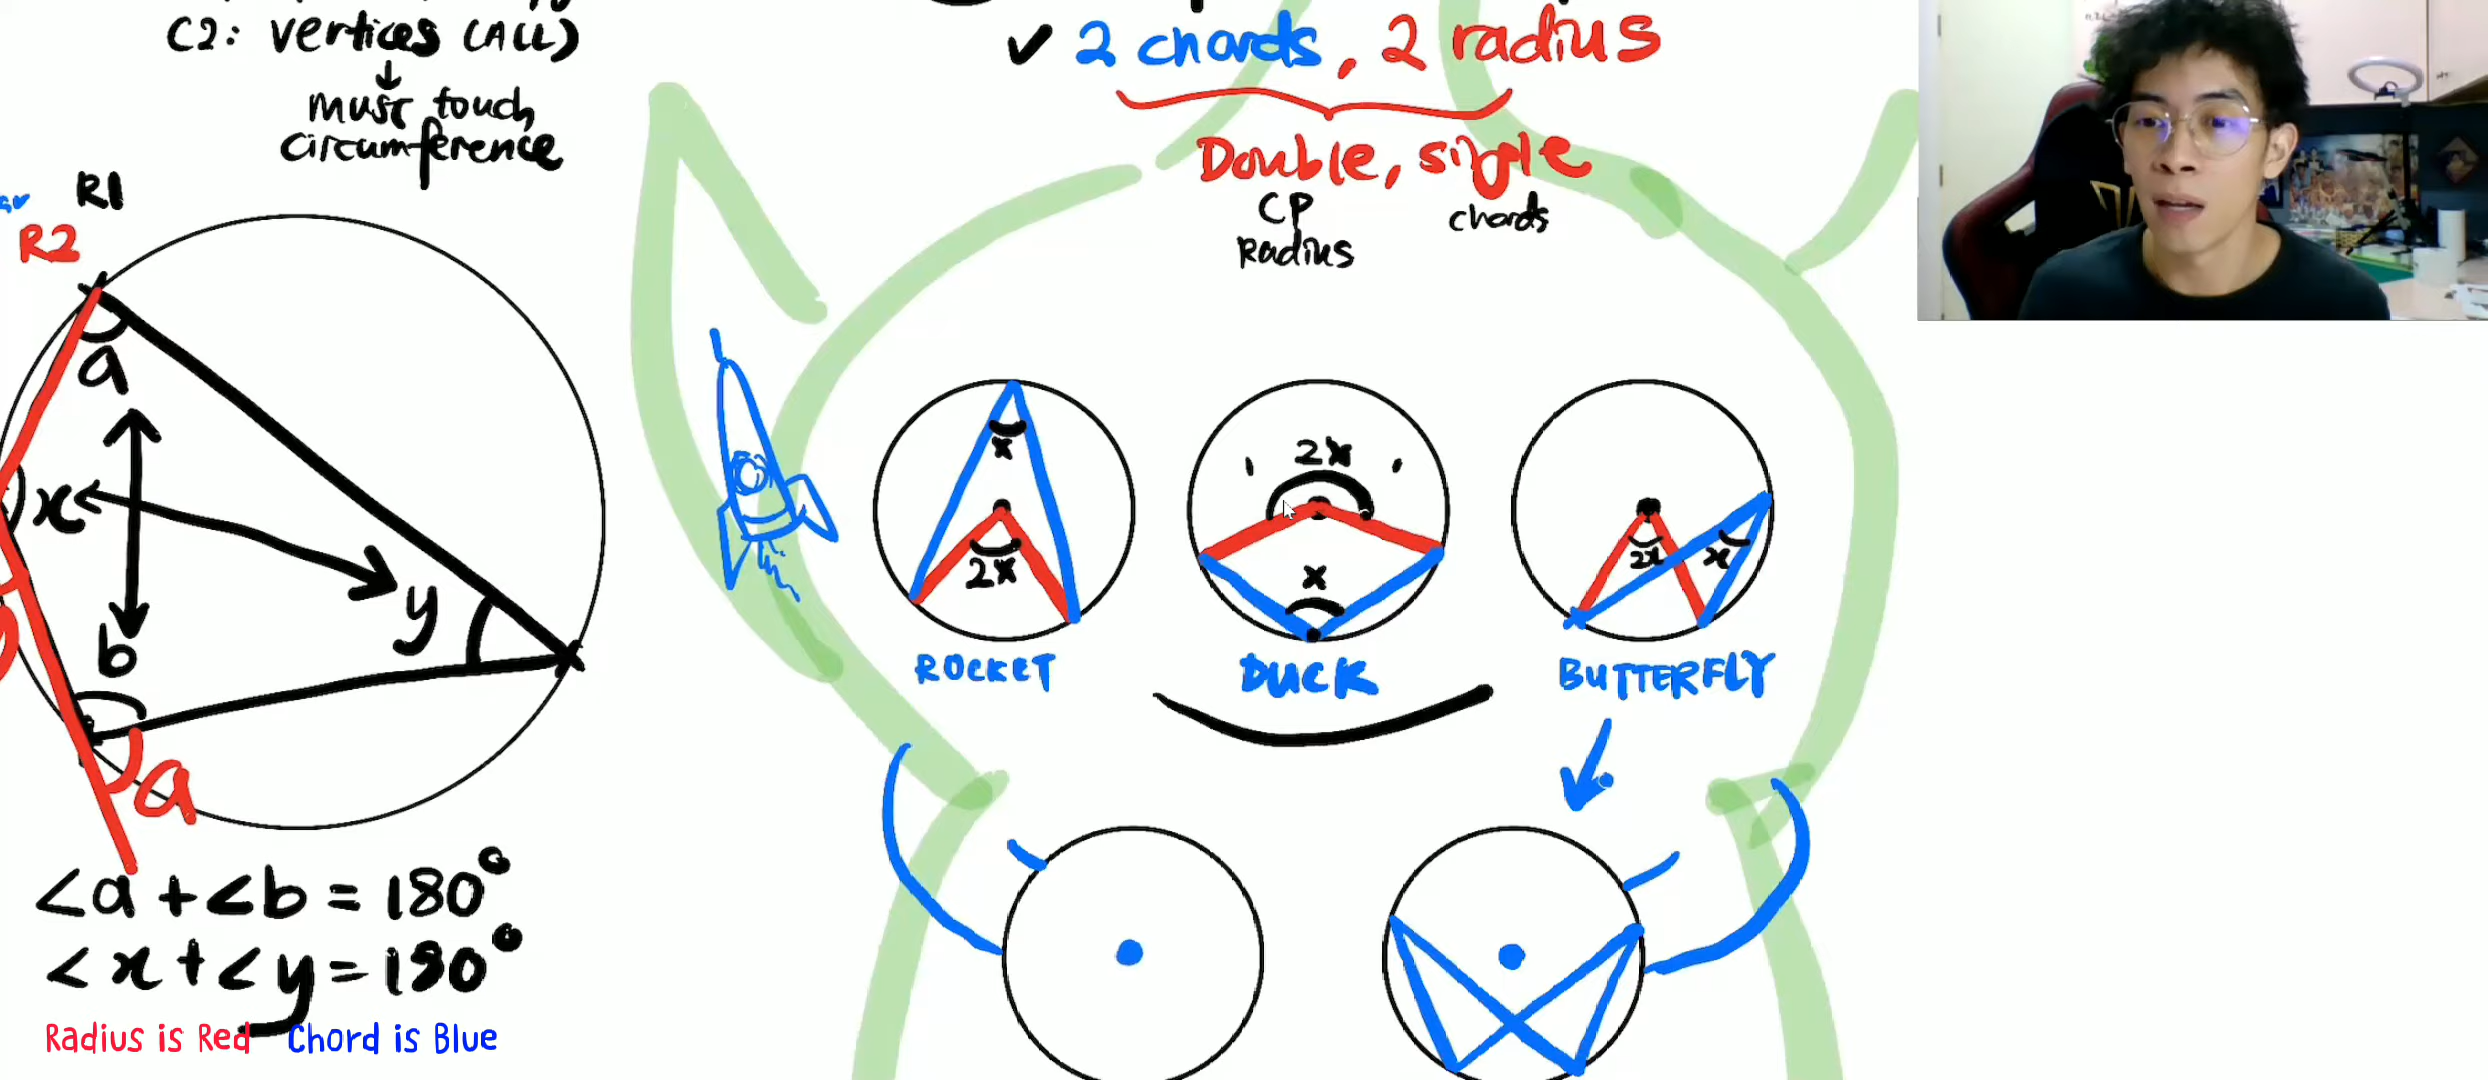 C2: vertices (ALL)
↓
must touch
circumference
R1
R2
a
x
y
b
a
<a + <b = 180°
<x + <y = 180°
Radius is Red Chord is Blue
✓ 2 chords, 2 radius
Double, single
CP chords
Radius
x
2x
ROCKET
2x
x
DUCK
2x
x
BUTTERFLY